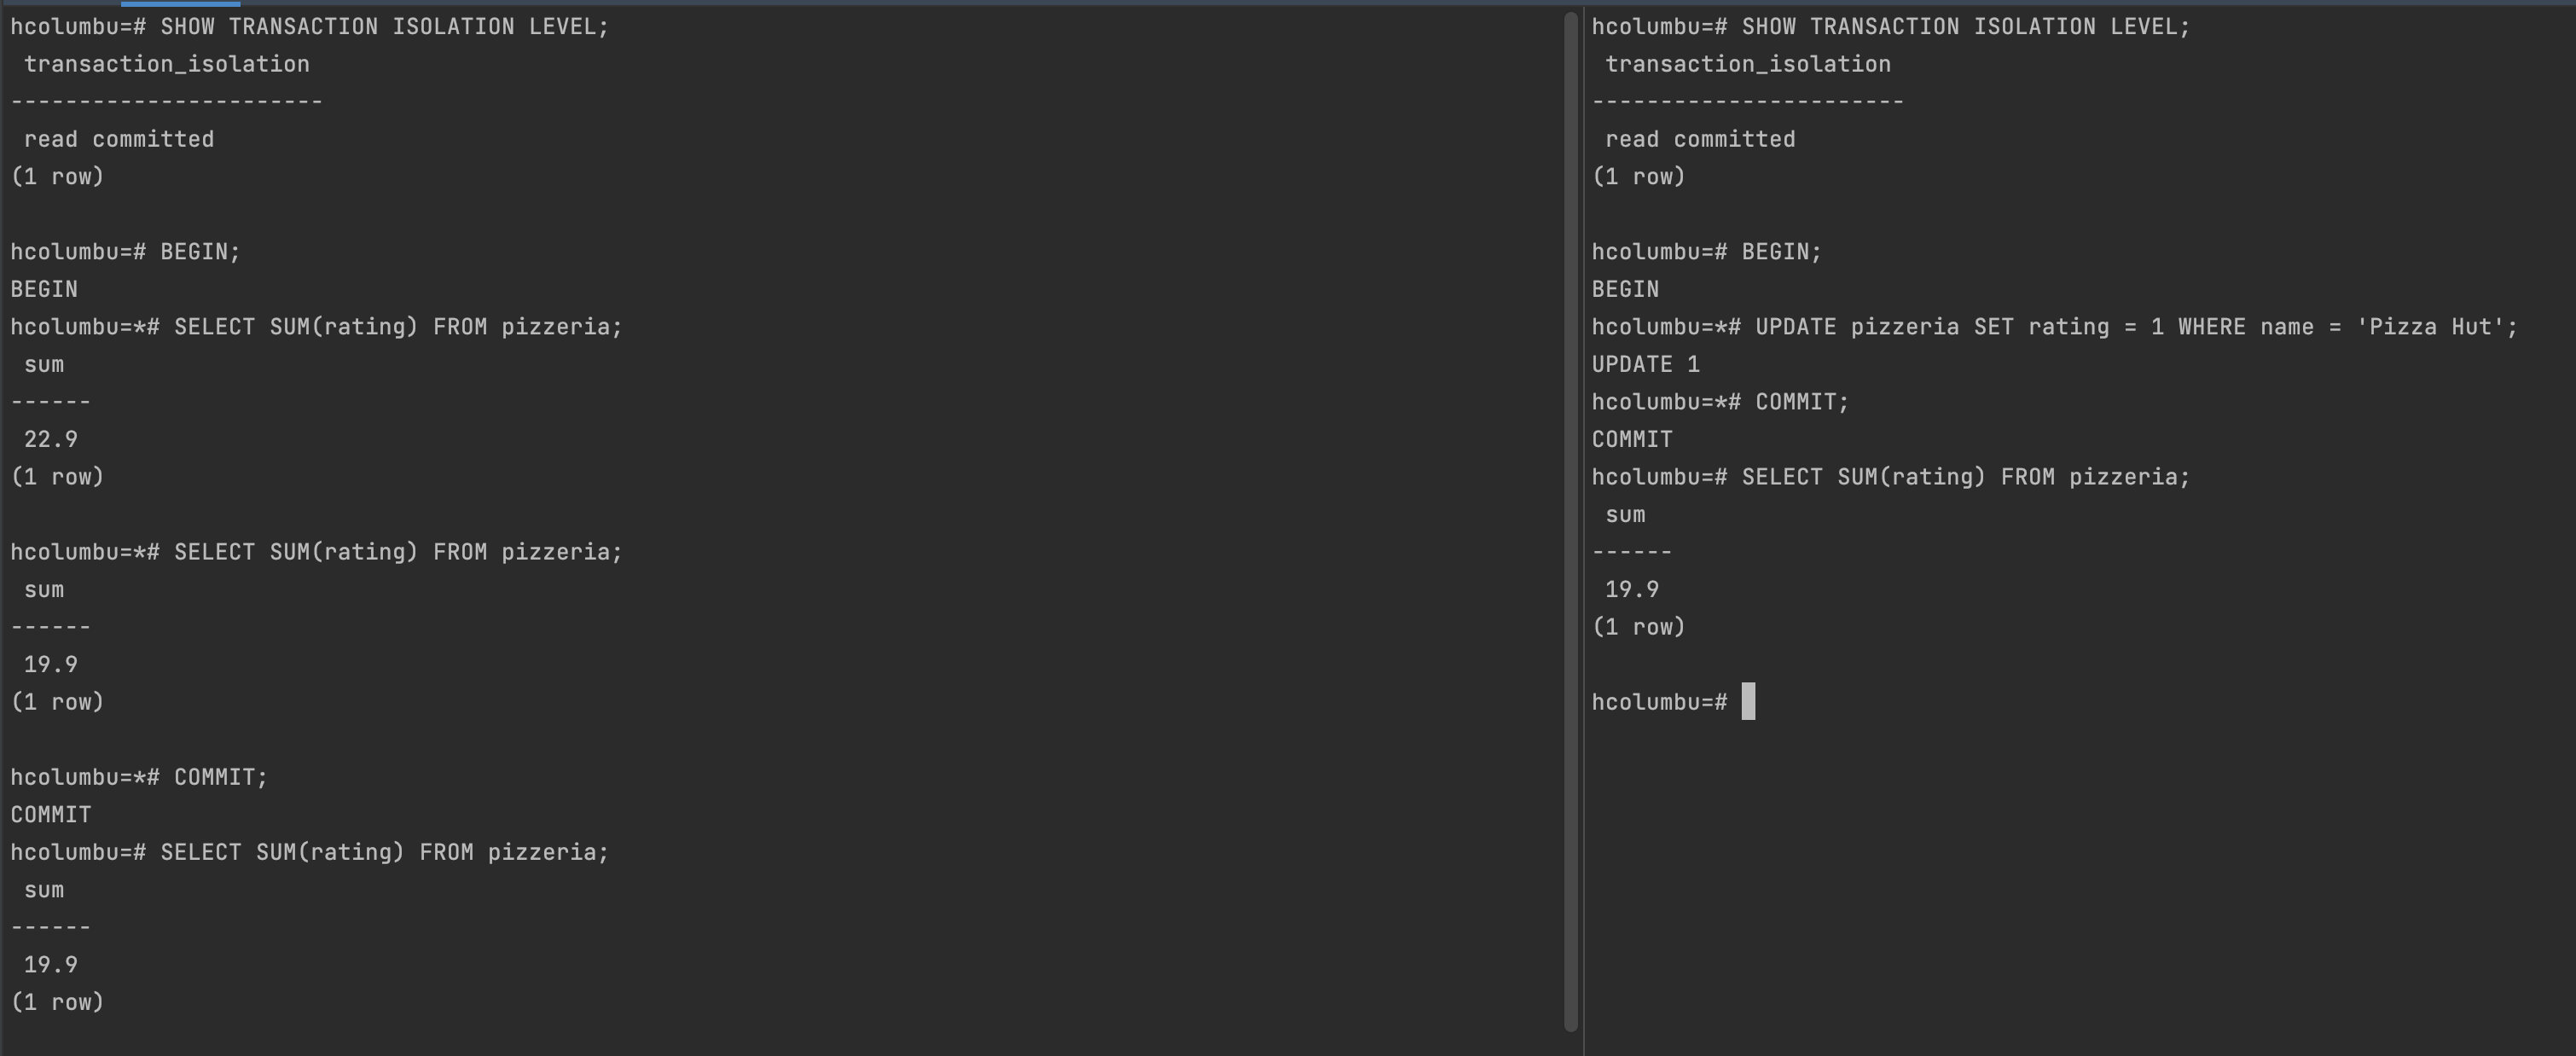 hcolumbu=# SHOW TRANSACTION ISOLATION LEVEL;
 transaction_isolation
-----------------------
 read committed
(1 row)

hcolumbu=# BEGIN;
BEGIN
hcolumbu=*# SELECT SUM(rating) FROM pizzeria;
 sum
------
 22.9
(1 row)

hcolumbu=*# SELECT SUM(rating) FROM pizzeria;
 sum
------
 19.9
(1 row)

hcolumbu=*# COMMIT;
COMMIT
hcolumbu=# SELECT SUM(rating) FROM pizzeria;
 sum
------
 19.9
(1 row)

hcolumbu=# SHOW TRANSACTION ISOLATION LEVEL;
 transaction_isolation
-----------------------
 read committed
(1 row)

hcolumbu=# BEGIN;
BEGIN
hcolumbu=*# UPDATE pizzeria SET rating = 1 WHERE name = 'Pizza Hut';
UPDATE 1
hcolumbu=*# COMMIT;
COMMIT
hcolumbu=# SELECT SUM(rating) FROM pizzeria;
 sum
------
 19.9
(1 row)

hcolumbu=#